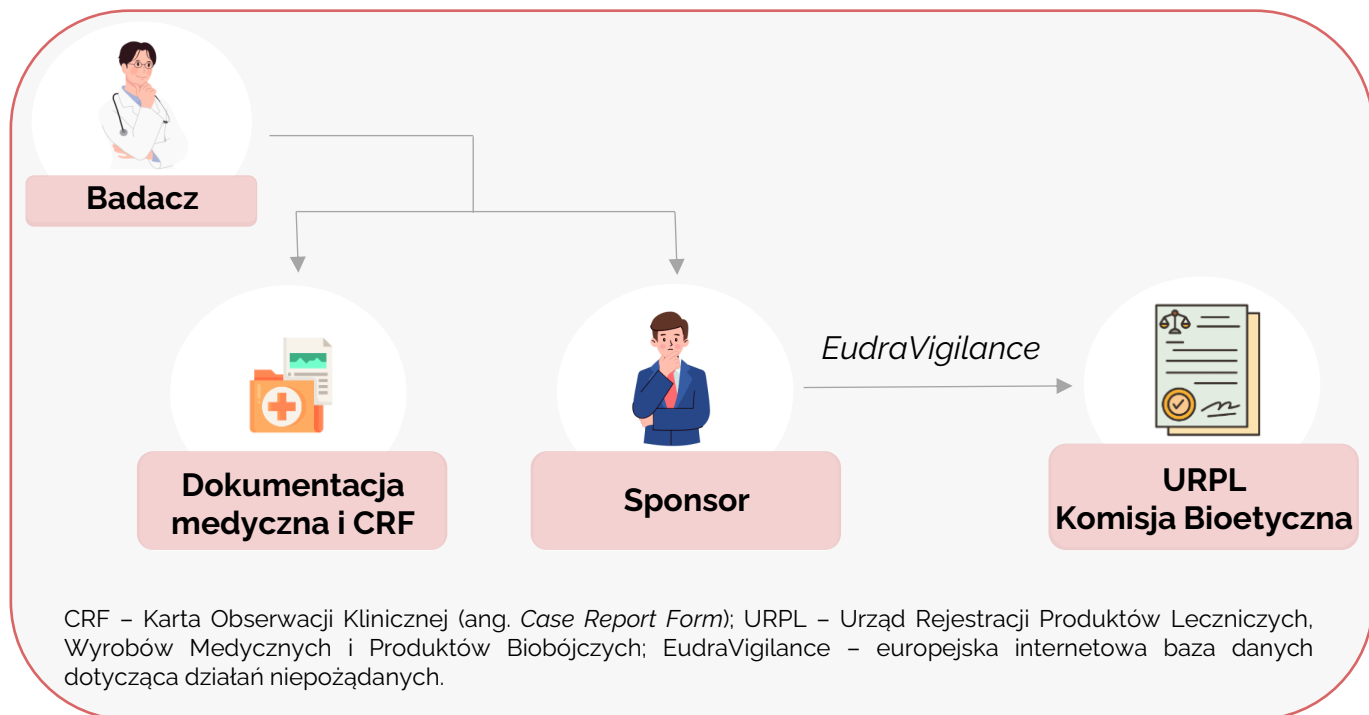 Badacz
Dokumentacja
medyczna i CRF
Sponsor
EudraVigilance
URPL
Komisja Bioetyczna
CRF – Karta Obserwacji Klinicznej (ang. Case Report Form); URPL – Urząd Rejestracji Produktów Leczniczych,
Wyrobów Medycznych i Produktów Biobójczych; EudraVigilance – europejska internetowa baza danych
dotycząca działań niepożądanych.